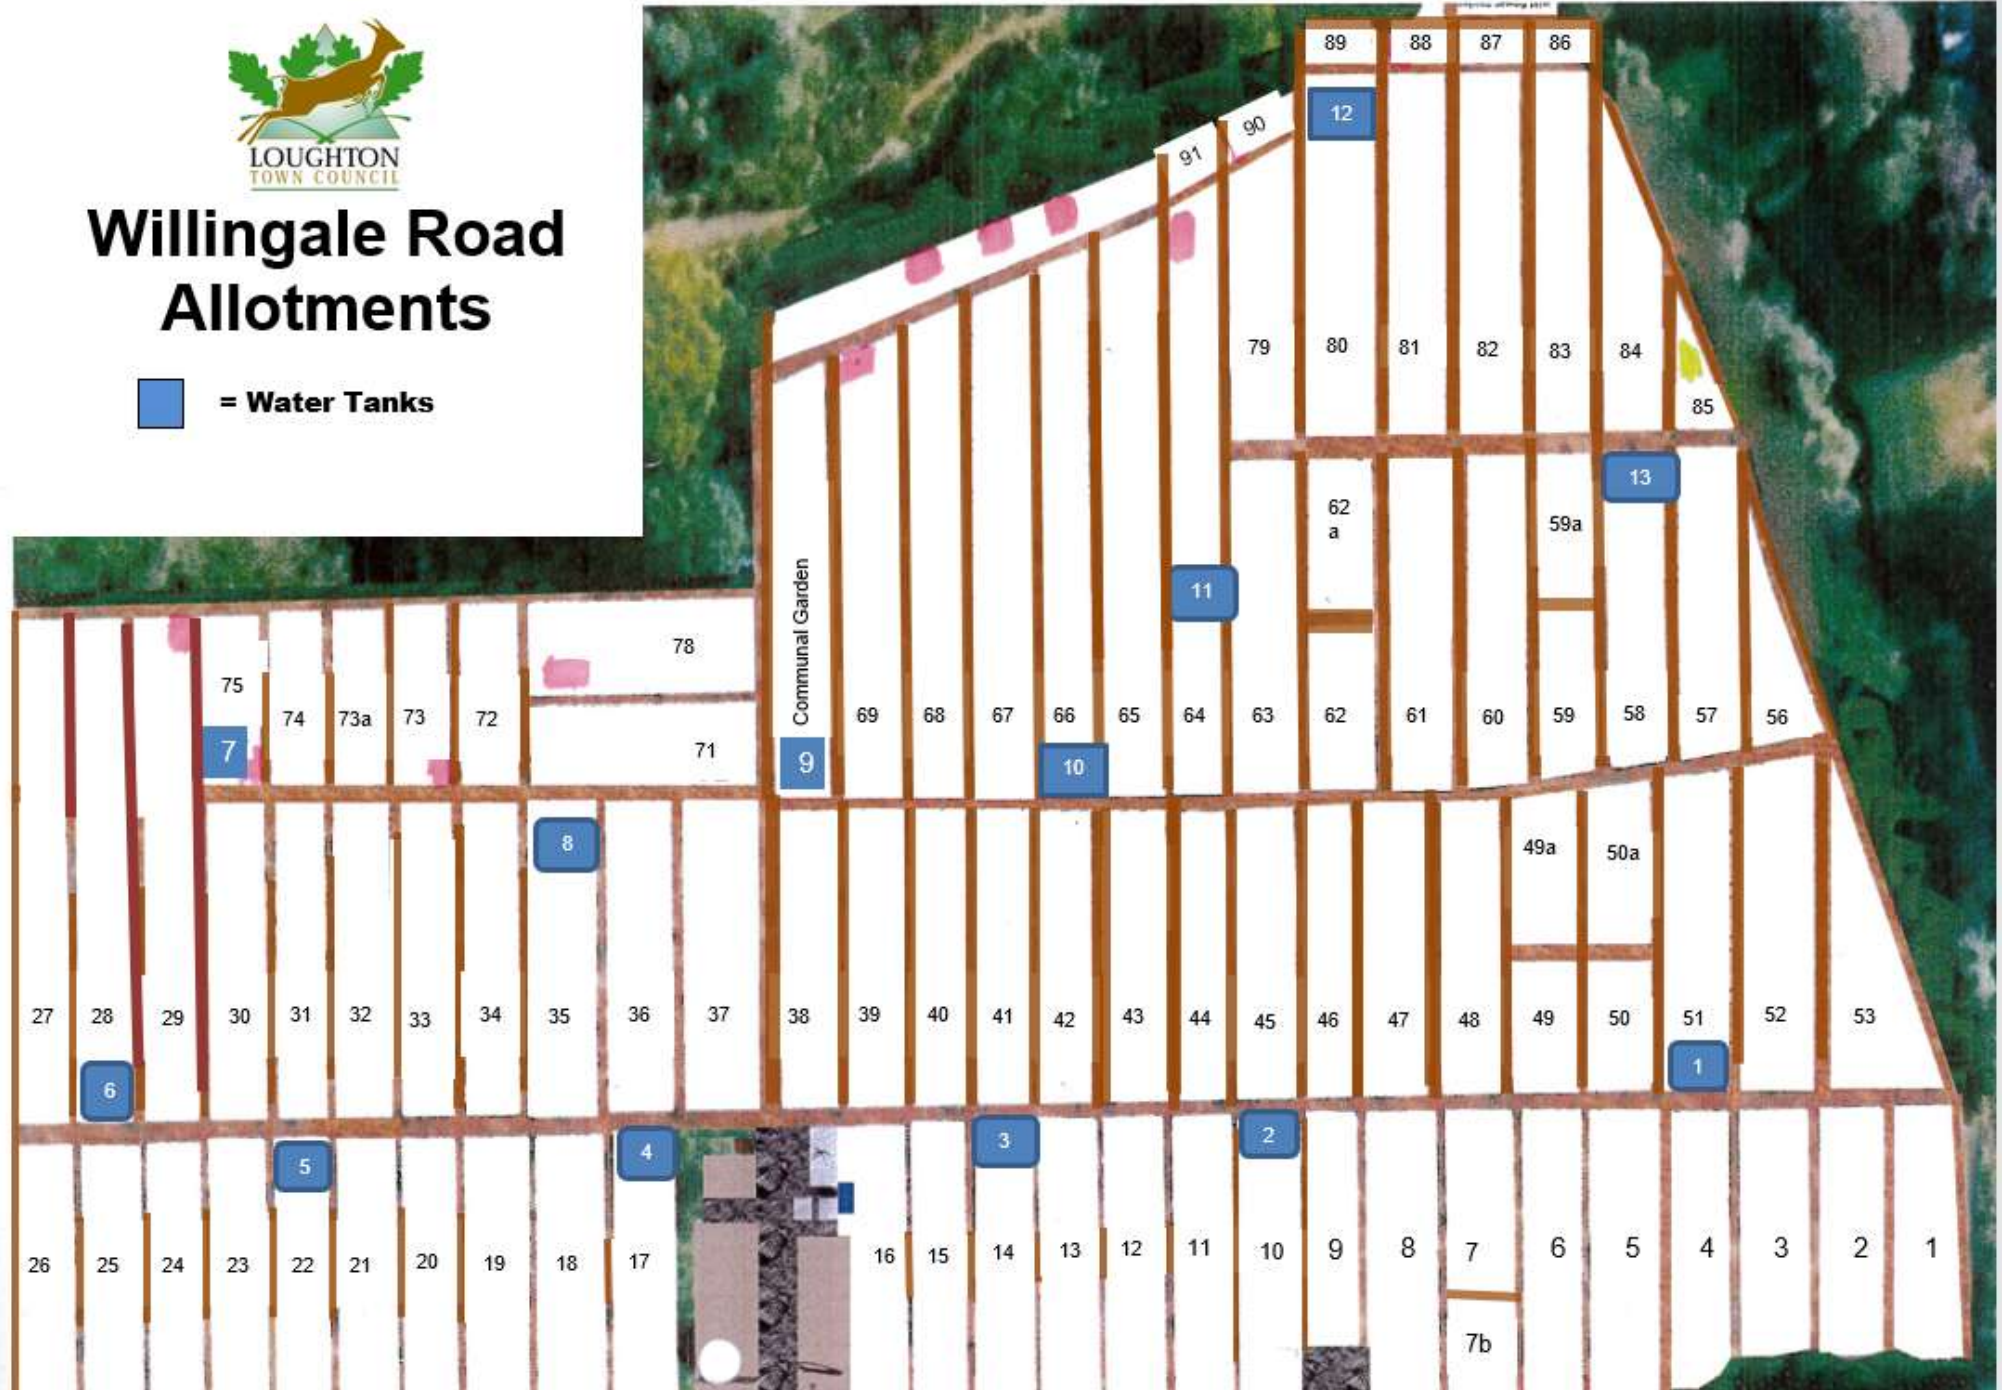 LOUGHTON
TOWN COUNCIL
Willingale Road
Allotments
= Water Tanks
89 88 87 86
12
90
91
79 80 81 82 83 84
85
13
62
a
59a
11
Communal Garden
78
75
74 73a 73 72
71
7
69 68 67 66 65 64 63 62 61 60 59 58 57 56
9
10
8
49a 50a
27 28 29 30 31 32 33 34 35 36 37 38 39 40 41 42 43 44 45 46 47 48 49 50 51 52 53
6
1
5
4
3
2
26 25 24 23 22 21 20 19 18 17 16 15 14 13 12 11 10 9 8 7 6 5 4 3 2 1
7b